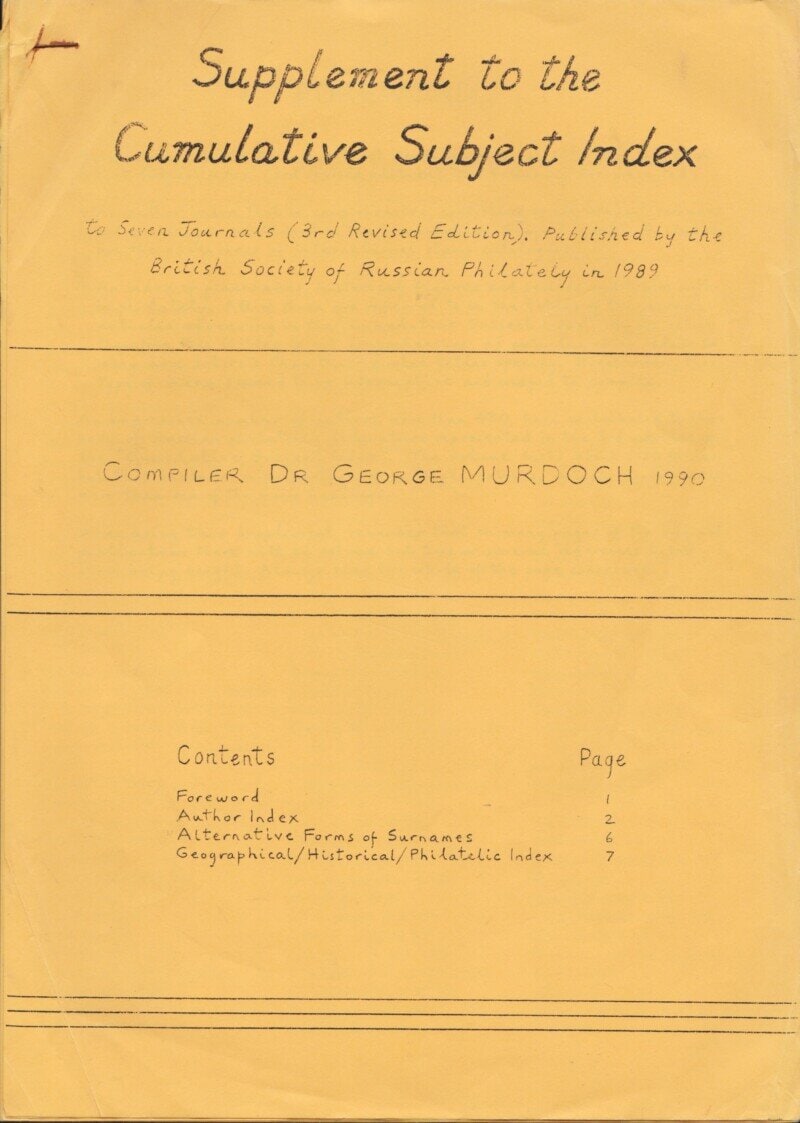 Supplement to the
Cumulative Subject Index
to Seven Journals (3rd Revised Edition). Published by the
British Society of Russian Philately in 1989
COMPILER DR GEORGE MURDOCH 1990
Contents Page
Foreword 1
Author Index 2
Alternative Forms of Surnames 6
Geographical/Historical/Philatelic Index 7